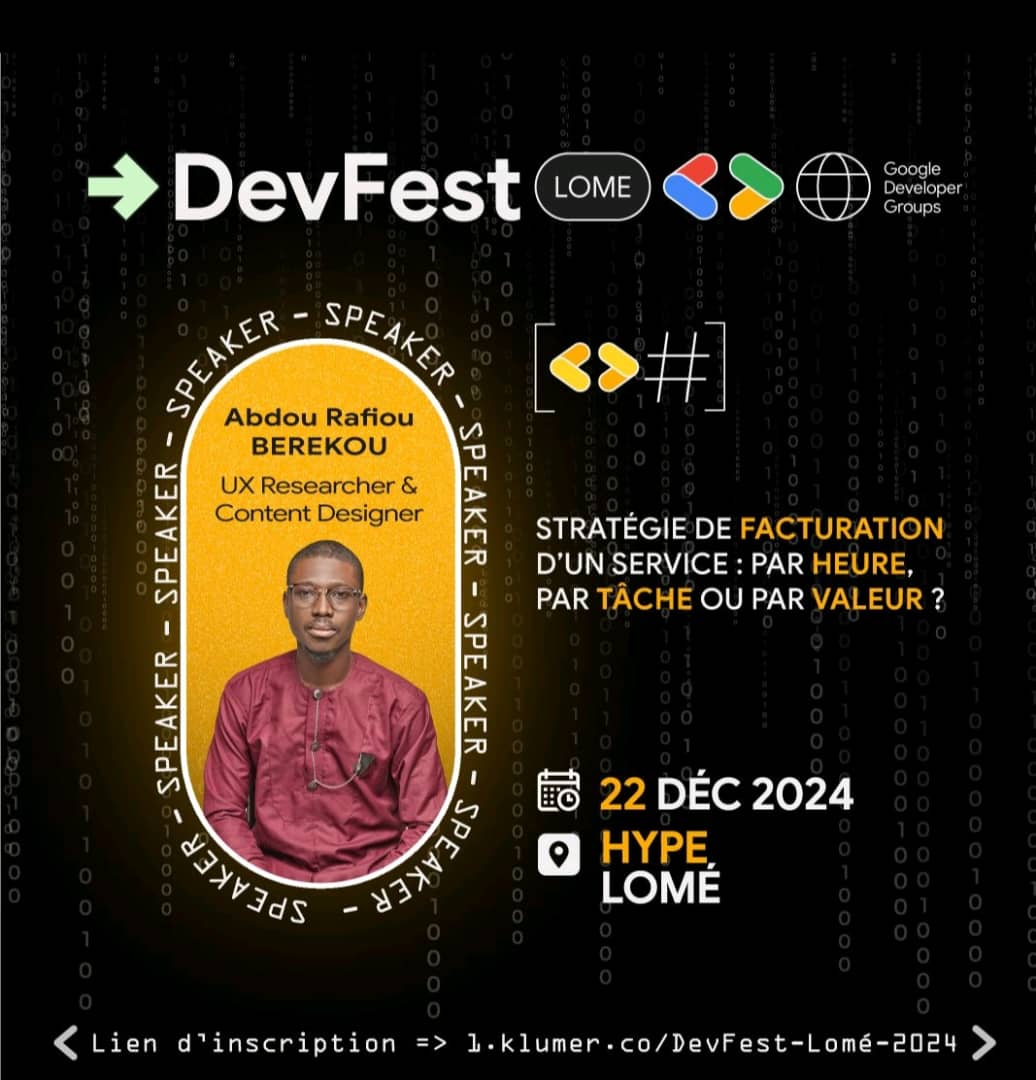 DevFest
LOME
Google
Developer
Groups
SPEAKER - SPEAKER - SPEAKER - SPEAKER - SPEAKER - SPEAKER - SPEAKER - SPEAKER -
Abdou Rafiou
BEREKOU
UX Researcher &
Content Designer
STRATÉGIE DE FACTURATION
D'UN SERVICE : PAR HEURE,
PAR TÂCHE OU PAR VALEUR ?
22 DÉC 2024
HYPE
LOMÉ
Lien d'inscription => l.klumer.co/DevFest-Lomé-2024